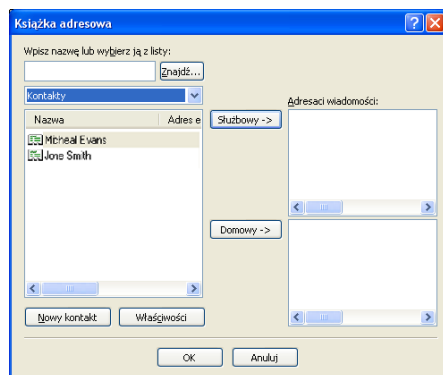 Książka adresowa
Wpisz nazwę lub wybierz ją z listy:
Znajdź...
Kontakty
Adresaci wiadomości:
Nazwa Adres e
Służbowy ->
Micheal Evans
Jons Smith
Domowy ->
Nowy kontakt Właściwości
OK Anuluj